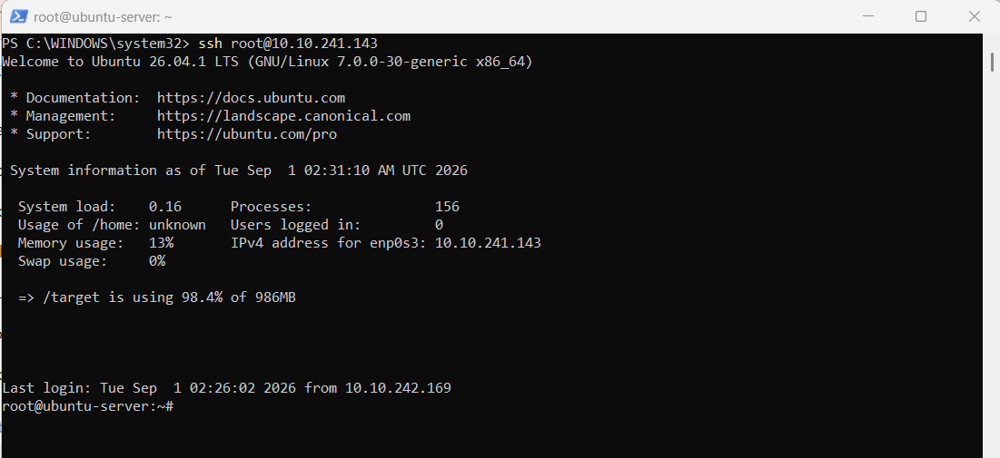 root@ubuntu-server: ~
PS C:\WINDOWS\system32> ssh root@10.10.241.143
Welcome to Ubuntu 26.04.1 LTS (GNU/Linux 7.0.0-30-generic x86_64)
* Documentation:  https://docs.ubuntu.com
* Management:     https://landscape.canonical.com
* Support:        https://ubuntu.com/pro
System information as of Tue Sep  1 02:31:10 AM UTC 2026
System load:    0.16      Processes:               156
Usage of /home: unknown   Users logged in:         0
Memory usage:   13%       IPv4 address for enp0s3: 10.10.241.143
Swap usage:     0%
=> /target is using 98.4% of 986MB
Last login: Tue Sep  1 02:26:02 2026 from 10.10.242.169
root@ubuntu-server:~#